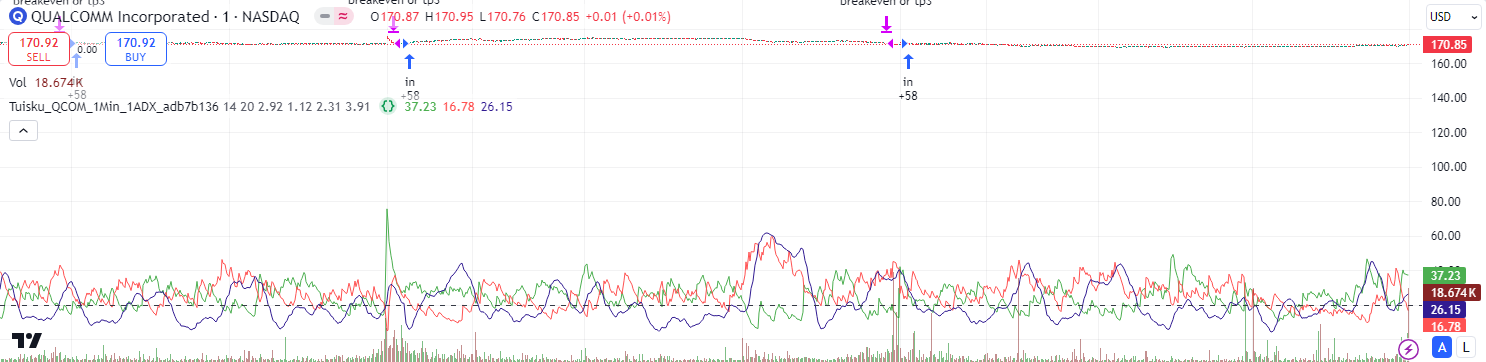 breakeven or tp3
breakeven or tp3
breakeven or tp3
QUALCOMM Incorporated · 1 · NASDAQ
O170.87 H170.95 L170.76 C170.85 +0.01 (+0.01%)
USD
170.92
SELL
0.00
170.92
BUY
170.85
160.00
Vol 18.674K
in
in
+58
+58
+58
140.00
Tuisku_QCOM_1Min_1ADX_adb7b136 14 20 2.92 1.12 2.31 3.91 {} 37.23 16.78 26.15
120.00
100.00
80.00
60.00
37.23
18.674K
26.15
16.78
A
L